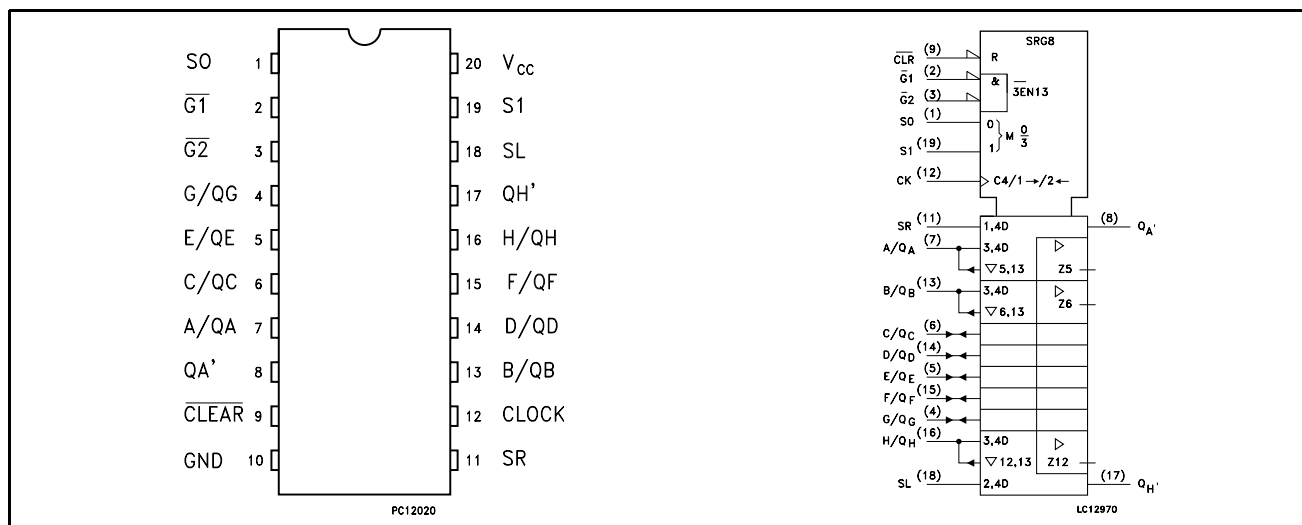 S0 1
G1 2
G2 3
G/QG 4
E/QE 5
C/QC 6
A/QA 7
QA' 8
CLEAR 9
GND 10
20 VCC
19 S1
18 SL
17 QH'
16 H/QH
15 F/QF
14 D/QD
13 B/QB
12 CLOCK
11 SR
PC12020
SRG8
CLR (9) R
G1 (2) &
G2 (3) 3EN13
S0 (1) 0
M 0/3
S1 (19) 1
CK (12) C4/1→/2←
SR (11) 1,4D (8) QA'
A/QA (7) 3,4D ▷
▽5,13 Z5
B/QB (13) 3,4D ▷
▽6,13 Z6
C/QC (6)
D/QD (14)
E/QE (5)
F/QF (15)
G/QG (4)
H/QH (16) 3,4D ▷
▽12,13 Z12
SL (18) 2,4D (17) QH'
LC12970